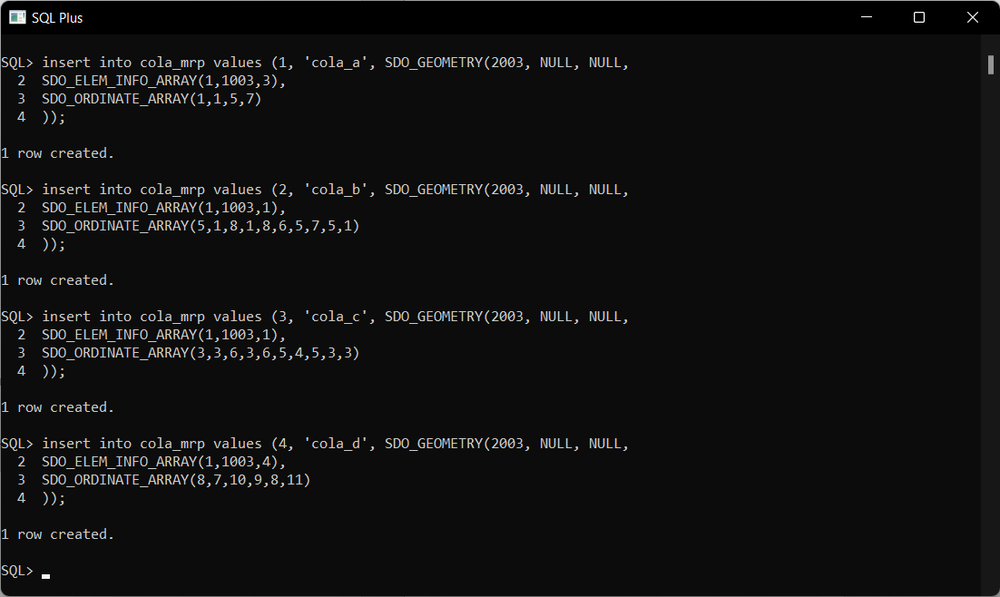 SQL Plus
SQL> insert into cola_mrp values (1, 'cola_a', SDO_GEOMETRY(2003, NULL, NULL,
  2  SDO_ELEM_INFO_ARRAY(1,1003,3),
  3  SDO_ORDINATE_ARRAY(1,1,5,7)
  4  ));
1 row created.
SQL> insert into cola_mrp values (2, 'cola_b', SDO_GEOMETRY(2003, NULL, NULL,
  2  SDO_ELEM_INFO_ARRAY(1,1003,1),
  3  SDO_ORDINATE_ARRAY(5,1,8,1,8,6,5,7,5,1)
  4  ));
1 row created.
SQL> insert into cola_mrp values (3, 'cola_c', SDO_GEOMETRY(2003, NULL, NULL,
  2  SDO_ELEM_INFO_ARRAY(1,1003,1),
  3  SDO_ORDINATE_ARRAY(3,3,6,3,6,5,4,5,3,3)
  4  ));
1 row created.
SQL> insert into cola_mrp values (4, 'cola_d', SDO_GEOMETRY(2003, NULL, NULL,
  2  SDO_ELEM_INFO_ARRAY(1,1003,4),
  3  SDO_ORDINATE_ARRAY(8,7,10,9,8,11)
  4  ));
1 row created.
SQL>